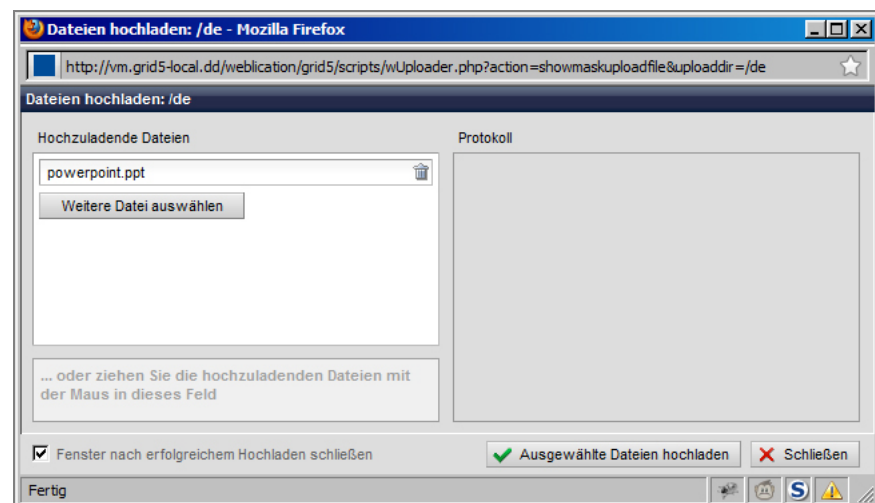 Dateien hochladen: /de - Mozilla Firefox
http://vm.grid5-local.dd/weblication/grid5/scripts/wUploader.php?action=showmaskuploadfile&uploaddir=/de
Dateien hochladen: /de
Hochzuladende Dateien
Protokoll
powerpoint.ppt
Weitere Datei auswählen
... oder ziehen Sie die hochzuladenden Dateien mit
der Maus in dieses Feld
Fenster nach erfolgreichem Hochladen schließen
Ausgewählte Dateien hochladen
Schließen
Fertig
S